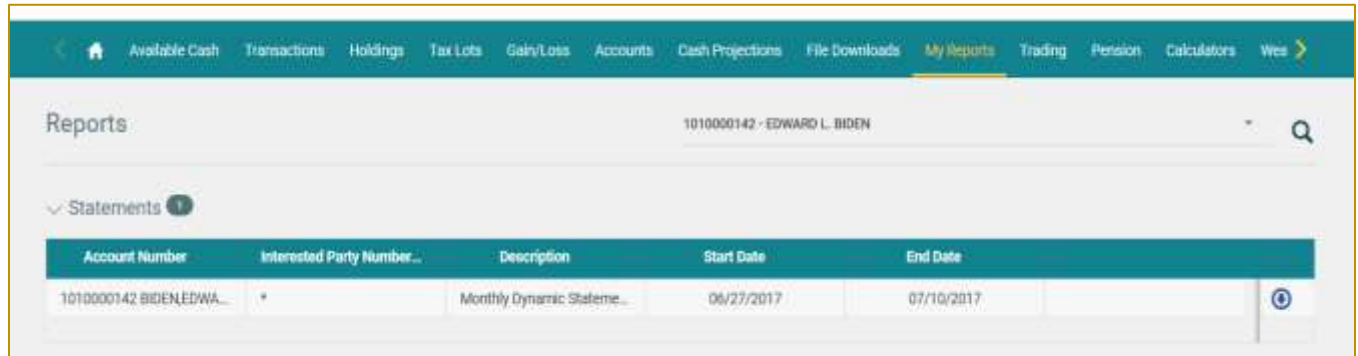 Available Cash Transactions Holdings Tax Lots Gain/Loss Accounts Cash Projections File Downloads My Reports Trading Pension Calculators Wea
Reports 1010000142 - EDWARD L. BIDEN
Statements 1
Account Number Interested Party Number... Description Start Date End Date
1010000142 BIDEN,EDWA... * Monthly Dynamic Stateme... 06/27/2017 07/10/2017